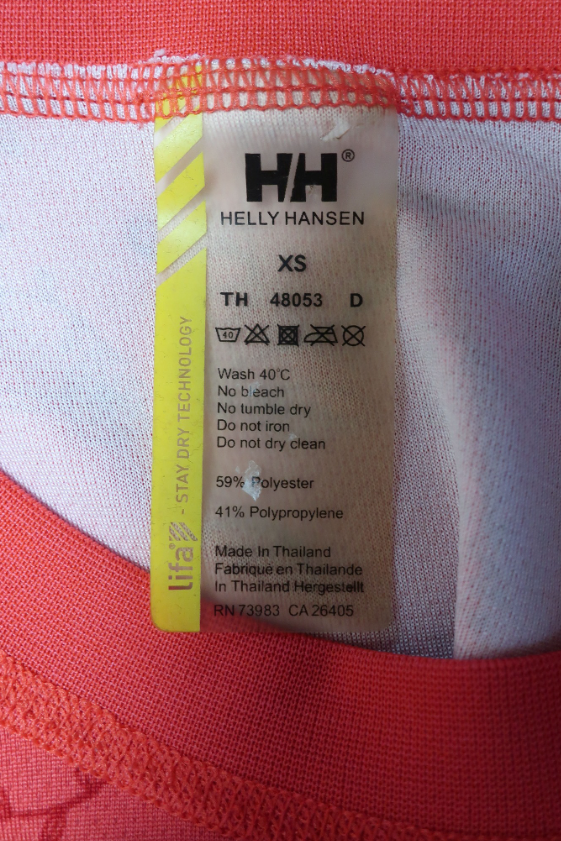 HH®
HELLY HANSEN
XS
TH 48053 D
40
Wash 40°C
No bleach
No tumble dry
Do not iron
Do not dry clean
59% Polyester
41% Polypropylene
Made In Thailand
Fabriqué en Thailande
In Thailand Hergestellt
RN 73983 CA 26405
lifa® - STAY DRY TECHNOLOGY